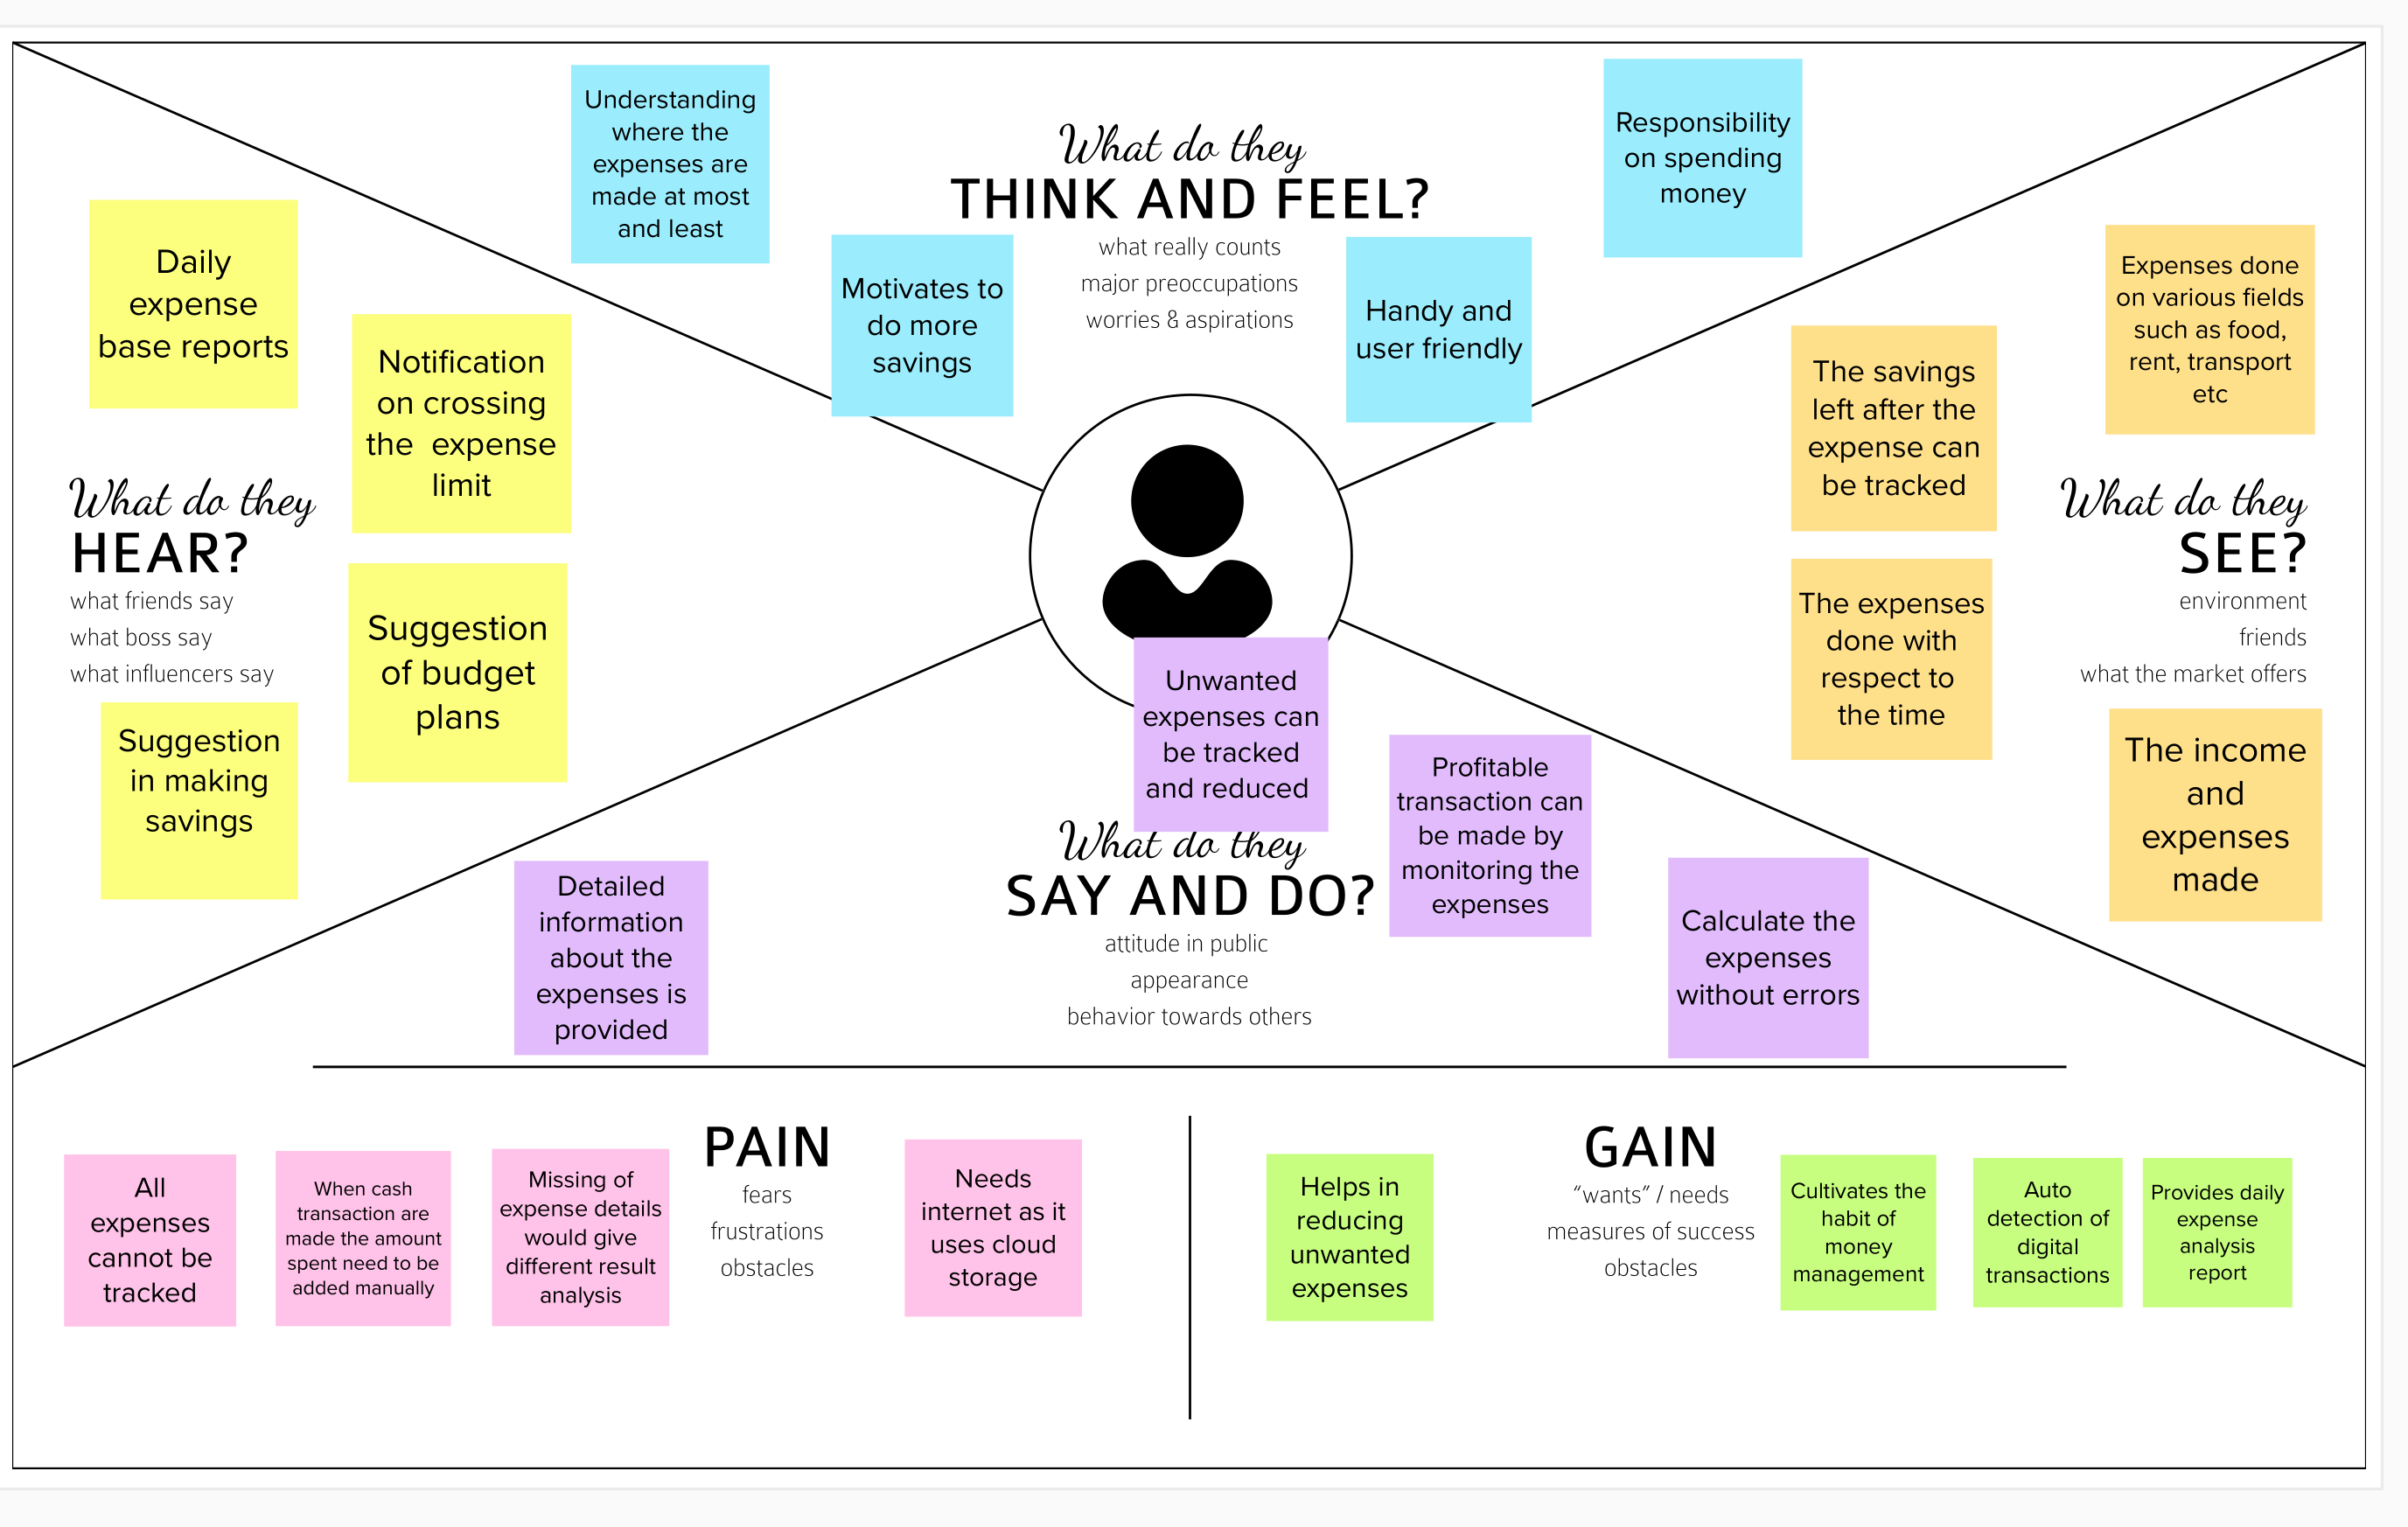 Understanding
where the
expenses are
made at most
and least
What do they
THINK AND FEEL?
what really counts
major preoccupations
worries & aspirations
Motivates to
do more
savings
Handy and
user friendly
Responsibility
on spending
money
Daily
expense
base reports
Notification
on crossing
the expense
limit
What do they
HEAR?
what friends say
what boss say
what influencers say
Suggestion
of budget
plans
Suggestion
in making
savings
Expenses done
on various fields
such as food,
rent, transport
etc
The savings
left after the
expense can
be tracked
What do they
SEE?
environment
friends
what the market offers
The expenses
done with
respect to
the time
The income
and
expenses
made
Unwanted
expenses can
be tracked
and reduced
What do they
SAY AND DO?
attitude in public
appearance
behavior towards others
Profitable
transaction can
be made by
monitoring the
expenses
Calculate the
expenses
without errors
Detailed
information
about the
expenses is
provided
PAIN
fears
frustrations
obstacles
All
expenses
cannot be
tracked
When cash
transaction are
made the amount
spent need to be
added manually
Missing of
expense details
would give
different result
analysis
Needs
internet as it
uses cloud
storage
GAIN
“wants” / needs
measures of success
obstacles
Helps in
reducing
unwanted
expenses
Cultivates the
habit of
money
management
Auto
detection of
digital
transactions
Provides daily
expense
analysis
report